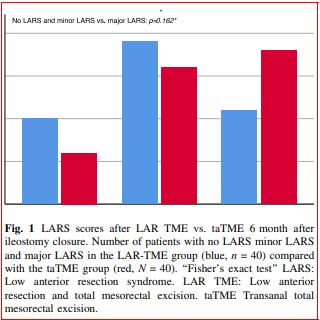 *
No LARS and minor LARS vs. major LARS: p=0.162*
Fig. 1 LARS scores after LAR TME vs. taTME 6 month after
ileostomy closure. Number of patients with no LARS minor LARS
and major LARS in the LAR-TME group (blue, n = 40) compared
with the taTME group (red, N = 40). “Fisher's exact test” LARS:
Low anterior resection syndrome. LAR TME: Low anterior
resection and total mesorectal excision. taTME Transanal total
mesorectal excision.